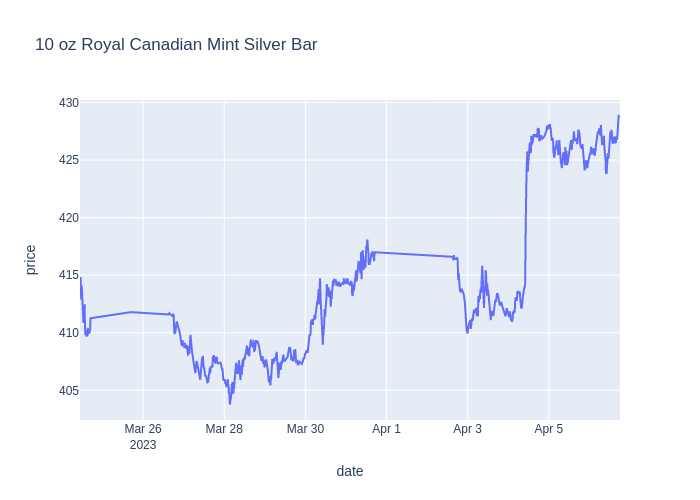 10 oz Royal Canadian Mint Silver Bar
430
425
420
415
410
405
price
Mar 26
2023
Mar 28
Mar 30
Apr 1
Apr 3
Apr 5
date